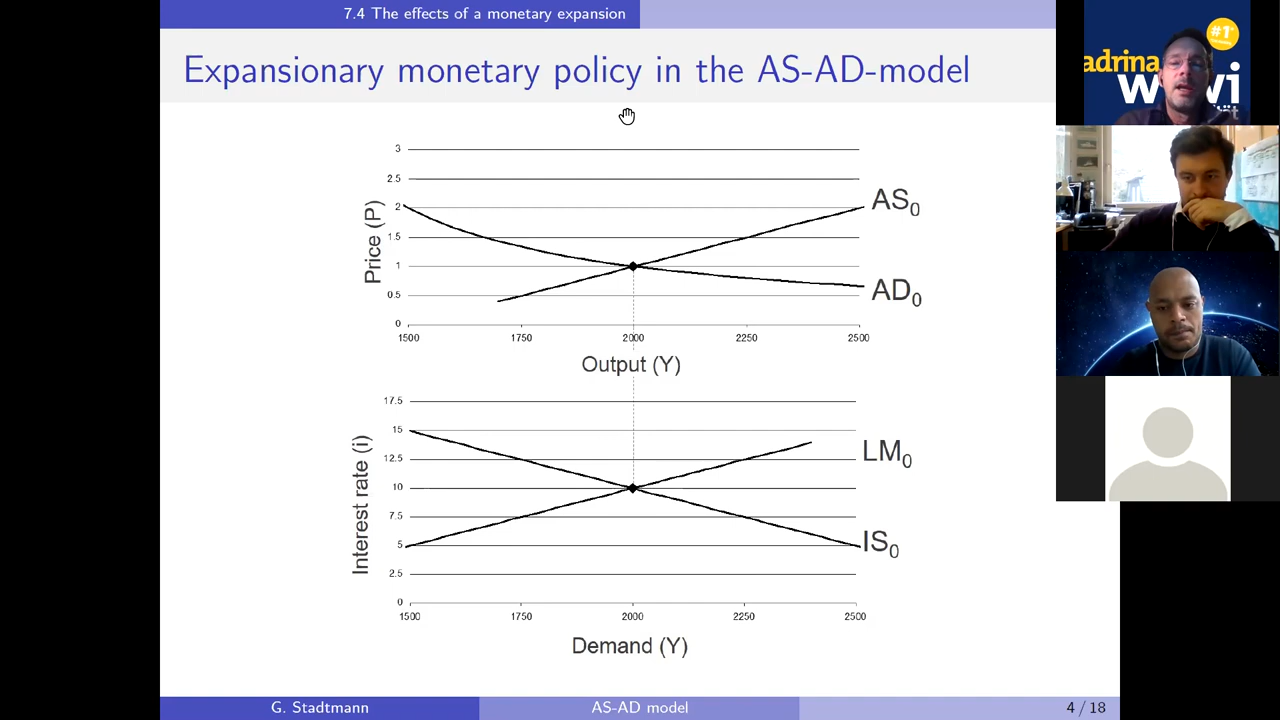 7.4 The effects of a monetary expansion
Expansionary monetary policy in the AS-AD-model
#1
adrina
3
2.5
2
1.5
1
0.5
0
Price (P)
AS0
AD0
1500 1750 2000 2250 2500
Output (Y)
17.5
15
12.5
10
7.5
5
2.5
0
Interest rate (i)
LM0
IS0
1500 1750 2000 2250 2500
Demand (Y)
G. Stadtmann AS-AD model 4 / 18